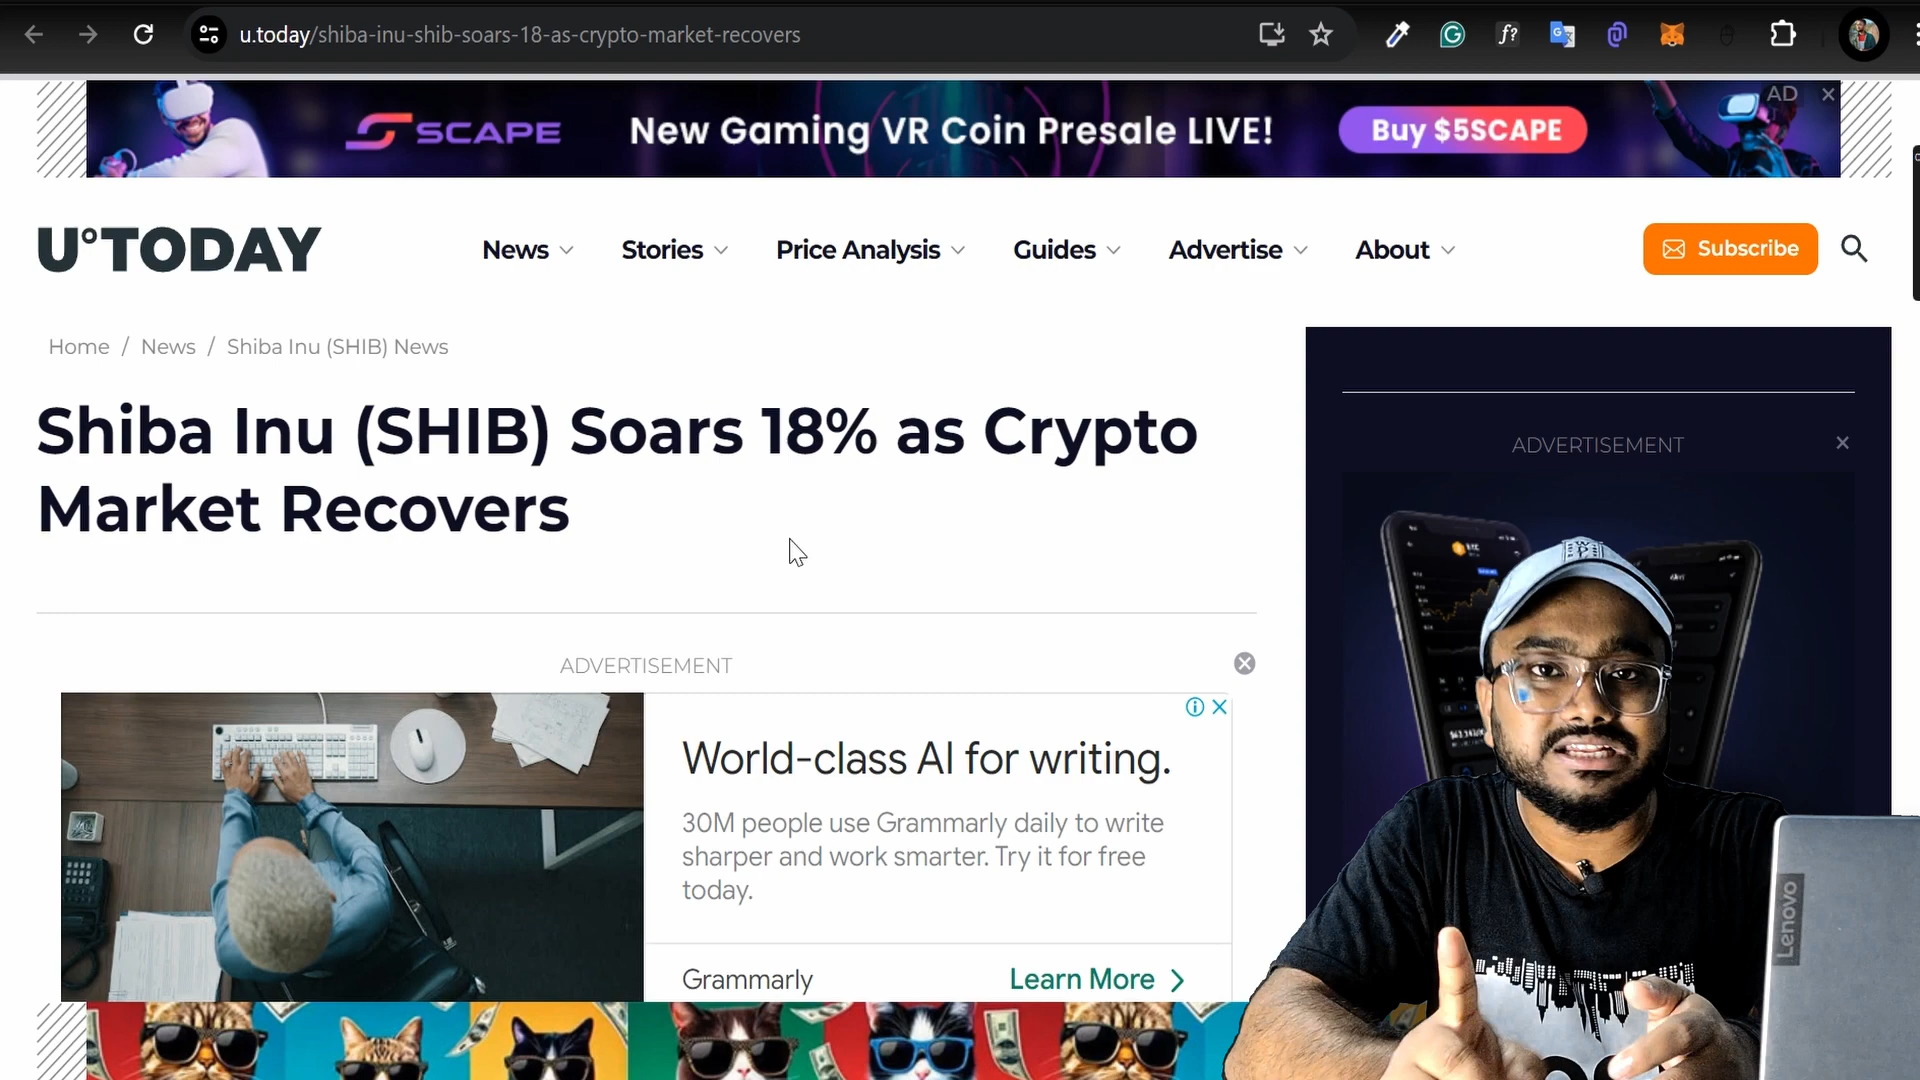 u.today/shiba-inu-shib-soars-18-as-crypto-market-recovers
SCAPE
New Gaming VR Coin Presale LIVE!
Buy $5SCAPE
AD
U°TODAY
News
Stories
Price Analysis
Guides
Advertise
About
Subscribe
Home / News / Shiba Inu (SHIB) News
Shiba Inu (SHIB) Soars 18% as Crypto
Market Recovers
ADVERTISEMENT
ADVERTISEMENT
World-class AI for writing.
30M people use Grammarly daily to write
sharper and work smarter. Try it for free
today.
Grammarly
Learn More
BTC
Lenovo